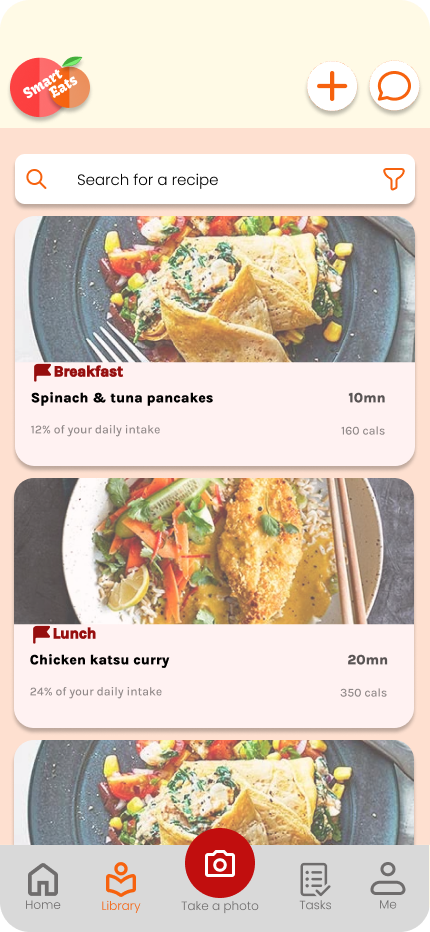 Smart
Eats
Search for a recipe
Breakfast
Spinach & tuna pancakes 10mn
12% of your daily intake 160 cals
Lunch
Chicken katsu curry 20mn
24% of your daily intake 350 cals
Home Library Take a photo Tasks Me